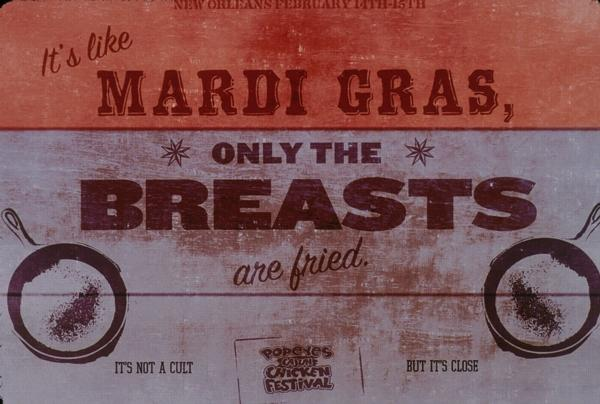 NEW ORLEANS FEBRUARY 14TH-15TH
It's like
MARDI GRAS,
ONLY THE
BREASTS
are fried.
IT'S NOT A CULT
POPEYES
CAJUN
CHICKEN
FESTIVAL
BUT IT'S CLOSE